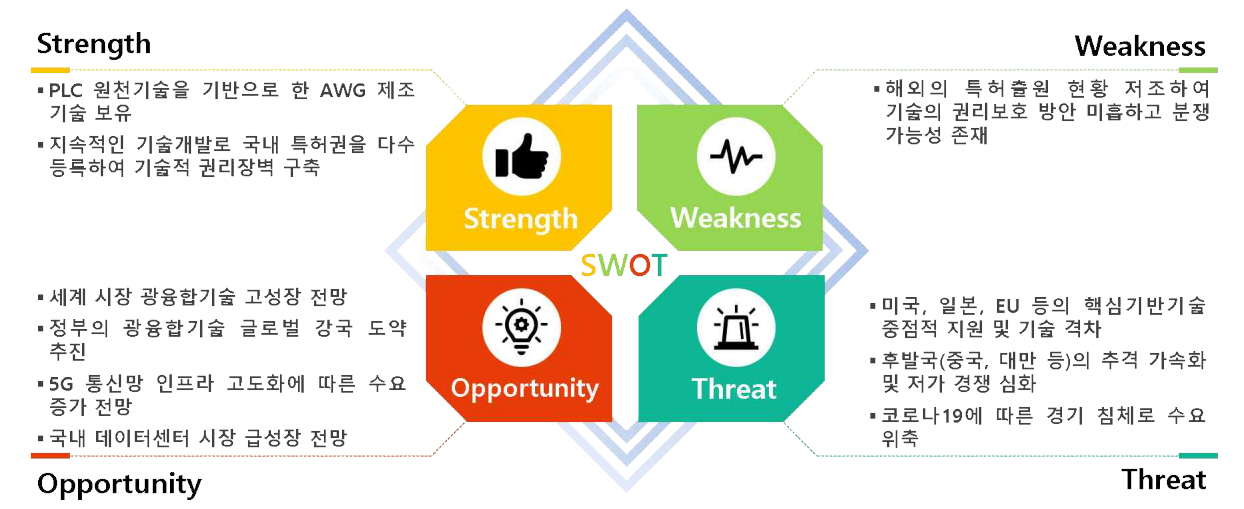 Strength
▪ PLC 원천기술을 기반으로 한 AWG 제조
기술 보유
▪ 지속적인 기술개발로 국내 특허권을 다수
등록하여 기술적 권리장벽 구축
Weakness
▪ 해외의 특허출원 현황 저조하여
기술의 권리보호 방안 미흡하고 분쟁
가능성 존재
Strength
Weakness
SWOT
Opportunity
Threat
▪ 세계 시장 광융합기술 고성장 전망
▪ 정부의 광융합기술 글로벌 강국 도약
추진
▪ 5G 통신망 인프라 고도화에 따른 수요
증가 전망
▪ 국내 데이터센터 시장 급성장 전망
Opportunity
▪ 미국, 일본, EU 등의 핵심기반기술
중점적 지원 및 기술 격차
▪ 후발국(중국, 대만 등)의 추격 가속화
및 저가 경쟁 심화
▪ 코로나19에 따른 경기 침체로 수요
위축
Threat